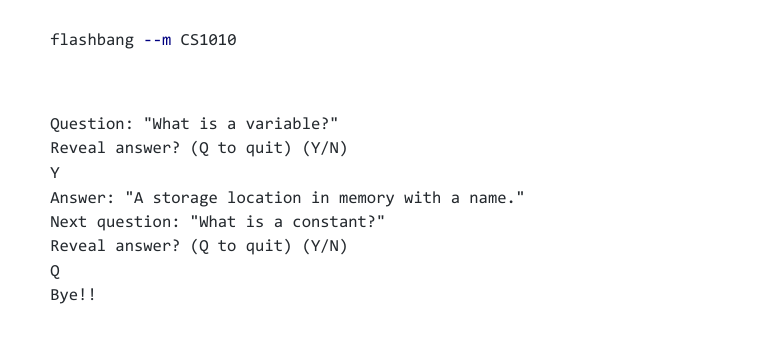 flashbang --m CS1010
Question: "What is a variable?"
Reveal answer? (Q to quit) (Y/N)
Y
Answer: "A storage location in memory with a name."
Next question: "What is a constant?"
Reveal answer? (Q to quit) (Y/N)
Q
Bye!!